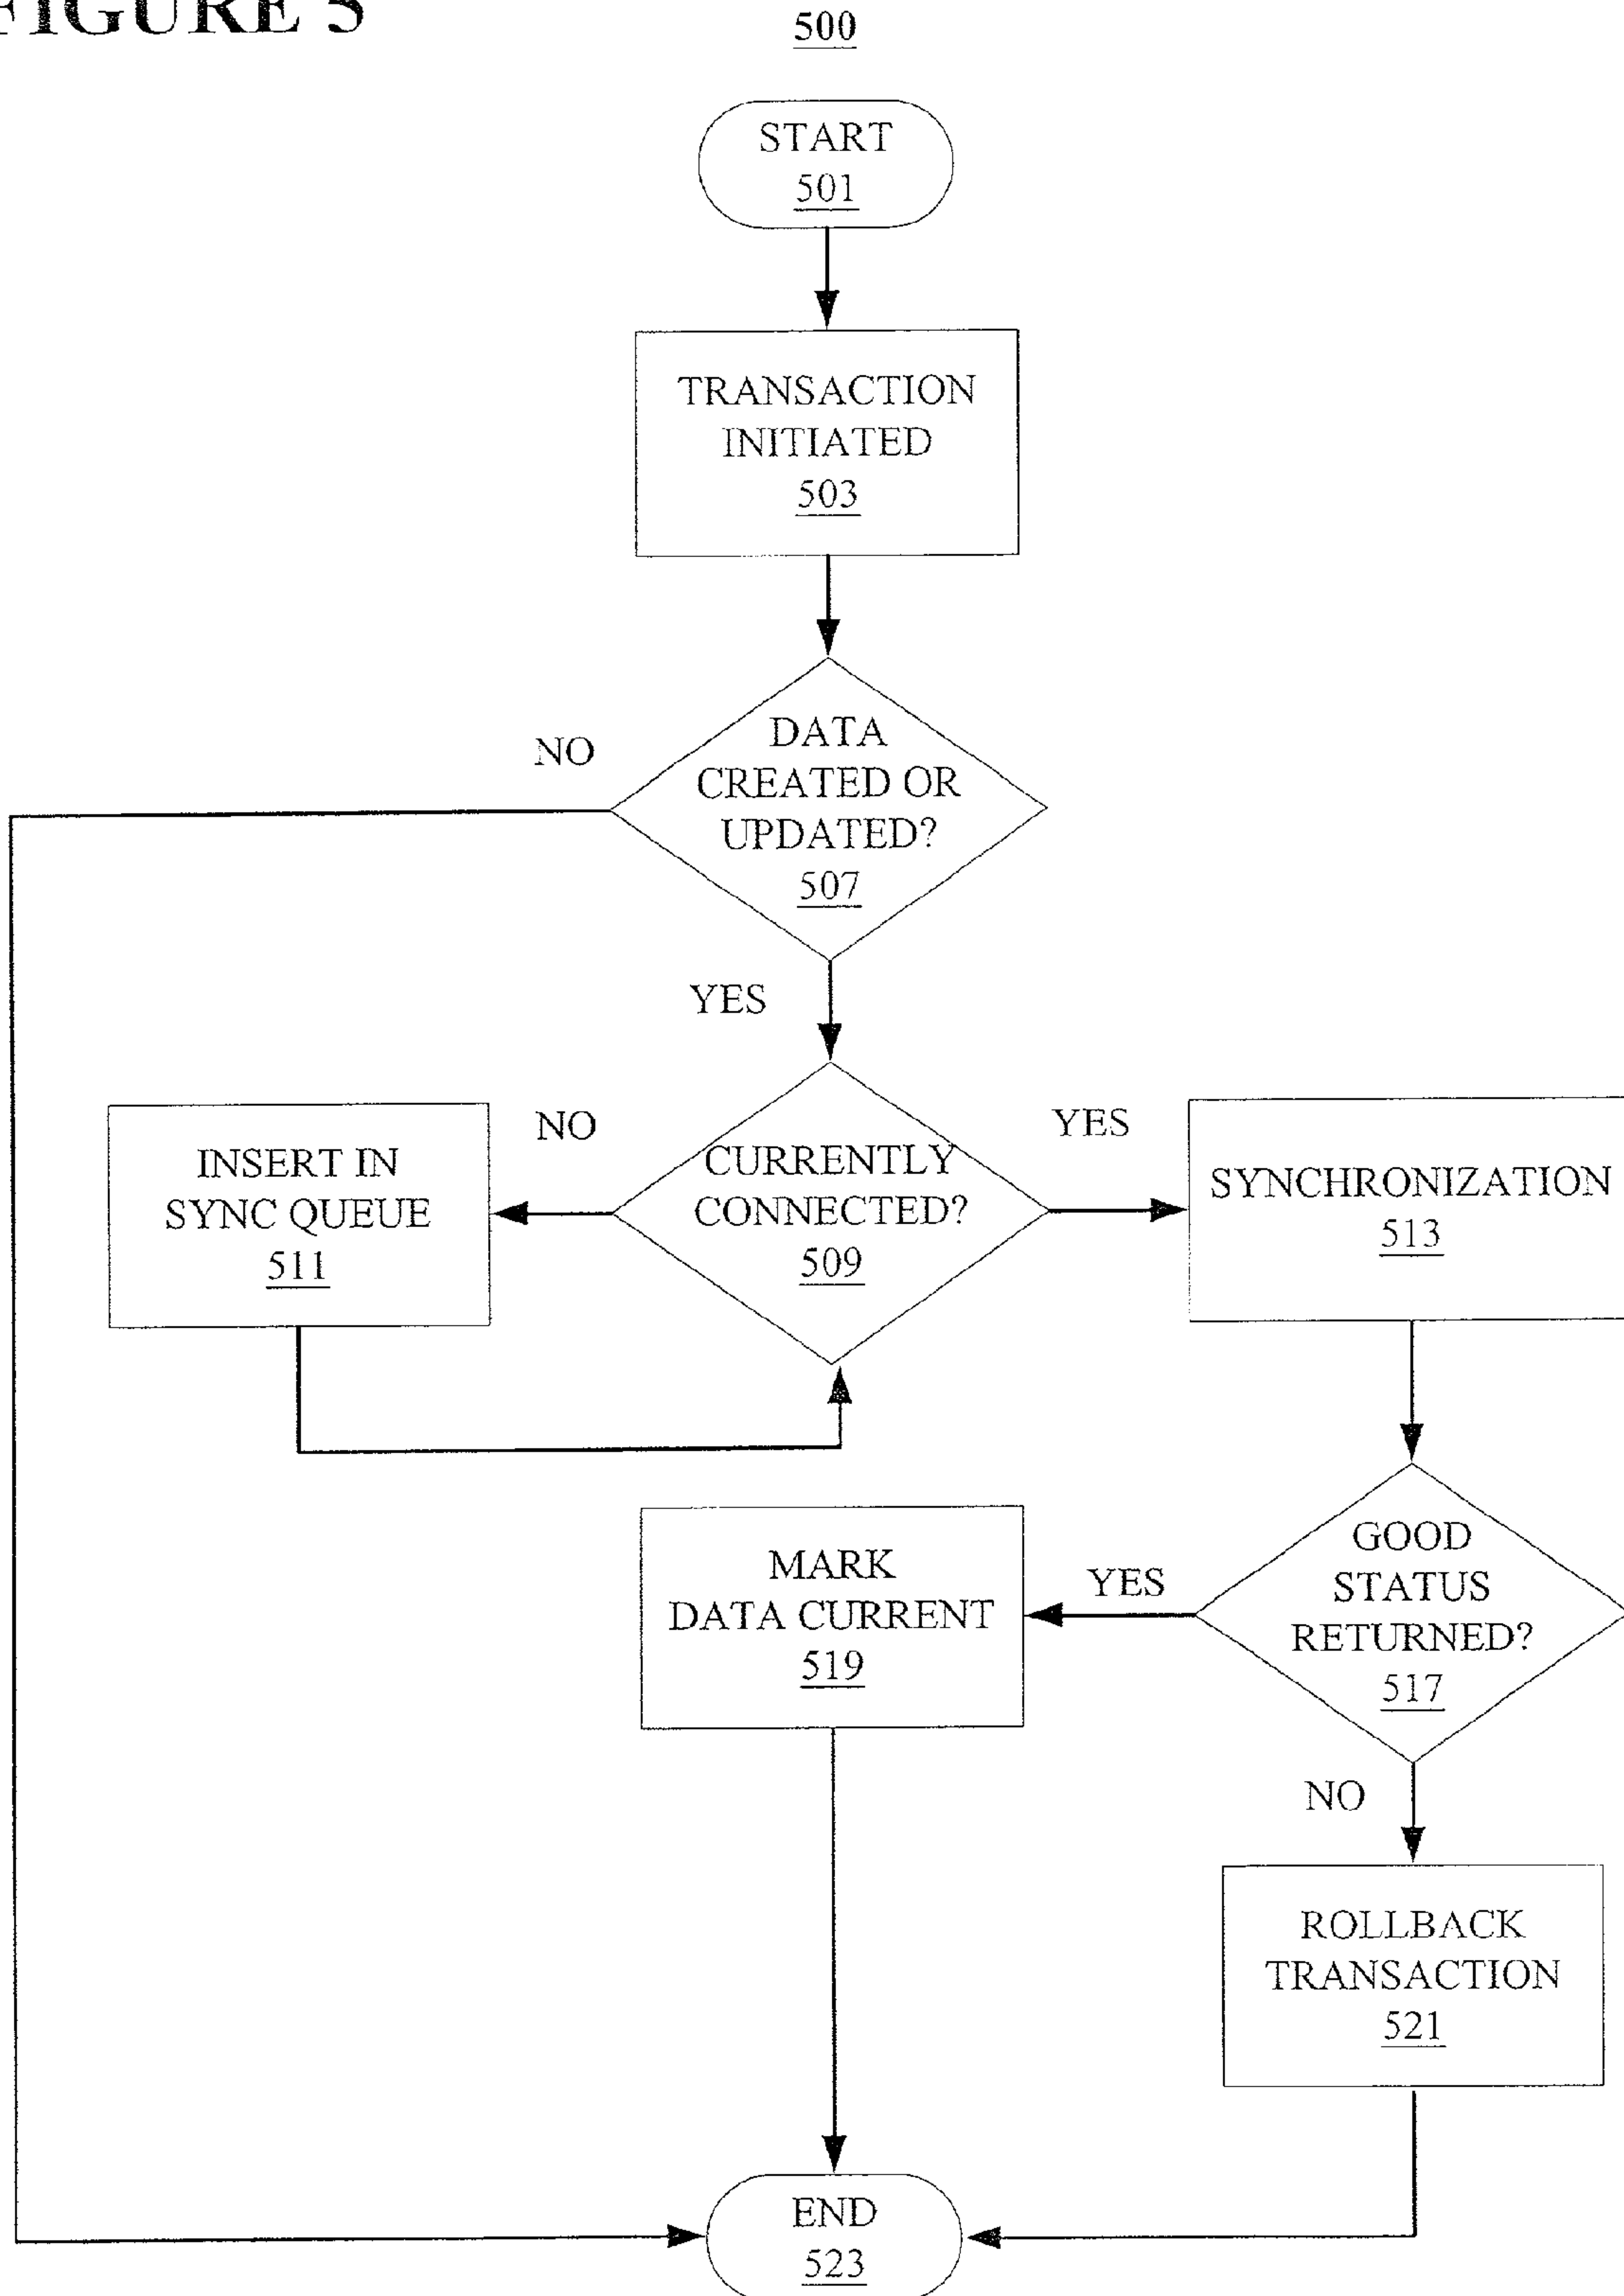 FIGURE 5
500
START
501
TRANSACTION
INITIATED
503
NO
DATA
CREATED OR
UPDATED?
507
YES
INSERT IN
SYNC QUEUE
511
NO
CURRENTLY
CONNECTED?
509
YES
SYNCHRONIZATION
513
MARK
DATA CURRENT
519
YES
GOOD
STATUS
RETURNED?
517
NO
ROLLBACK
TRANSACTION
521
END
523